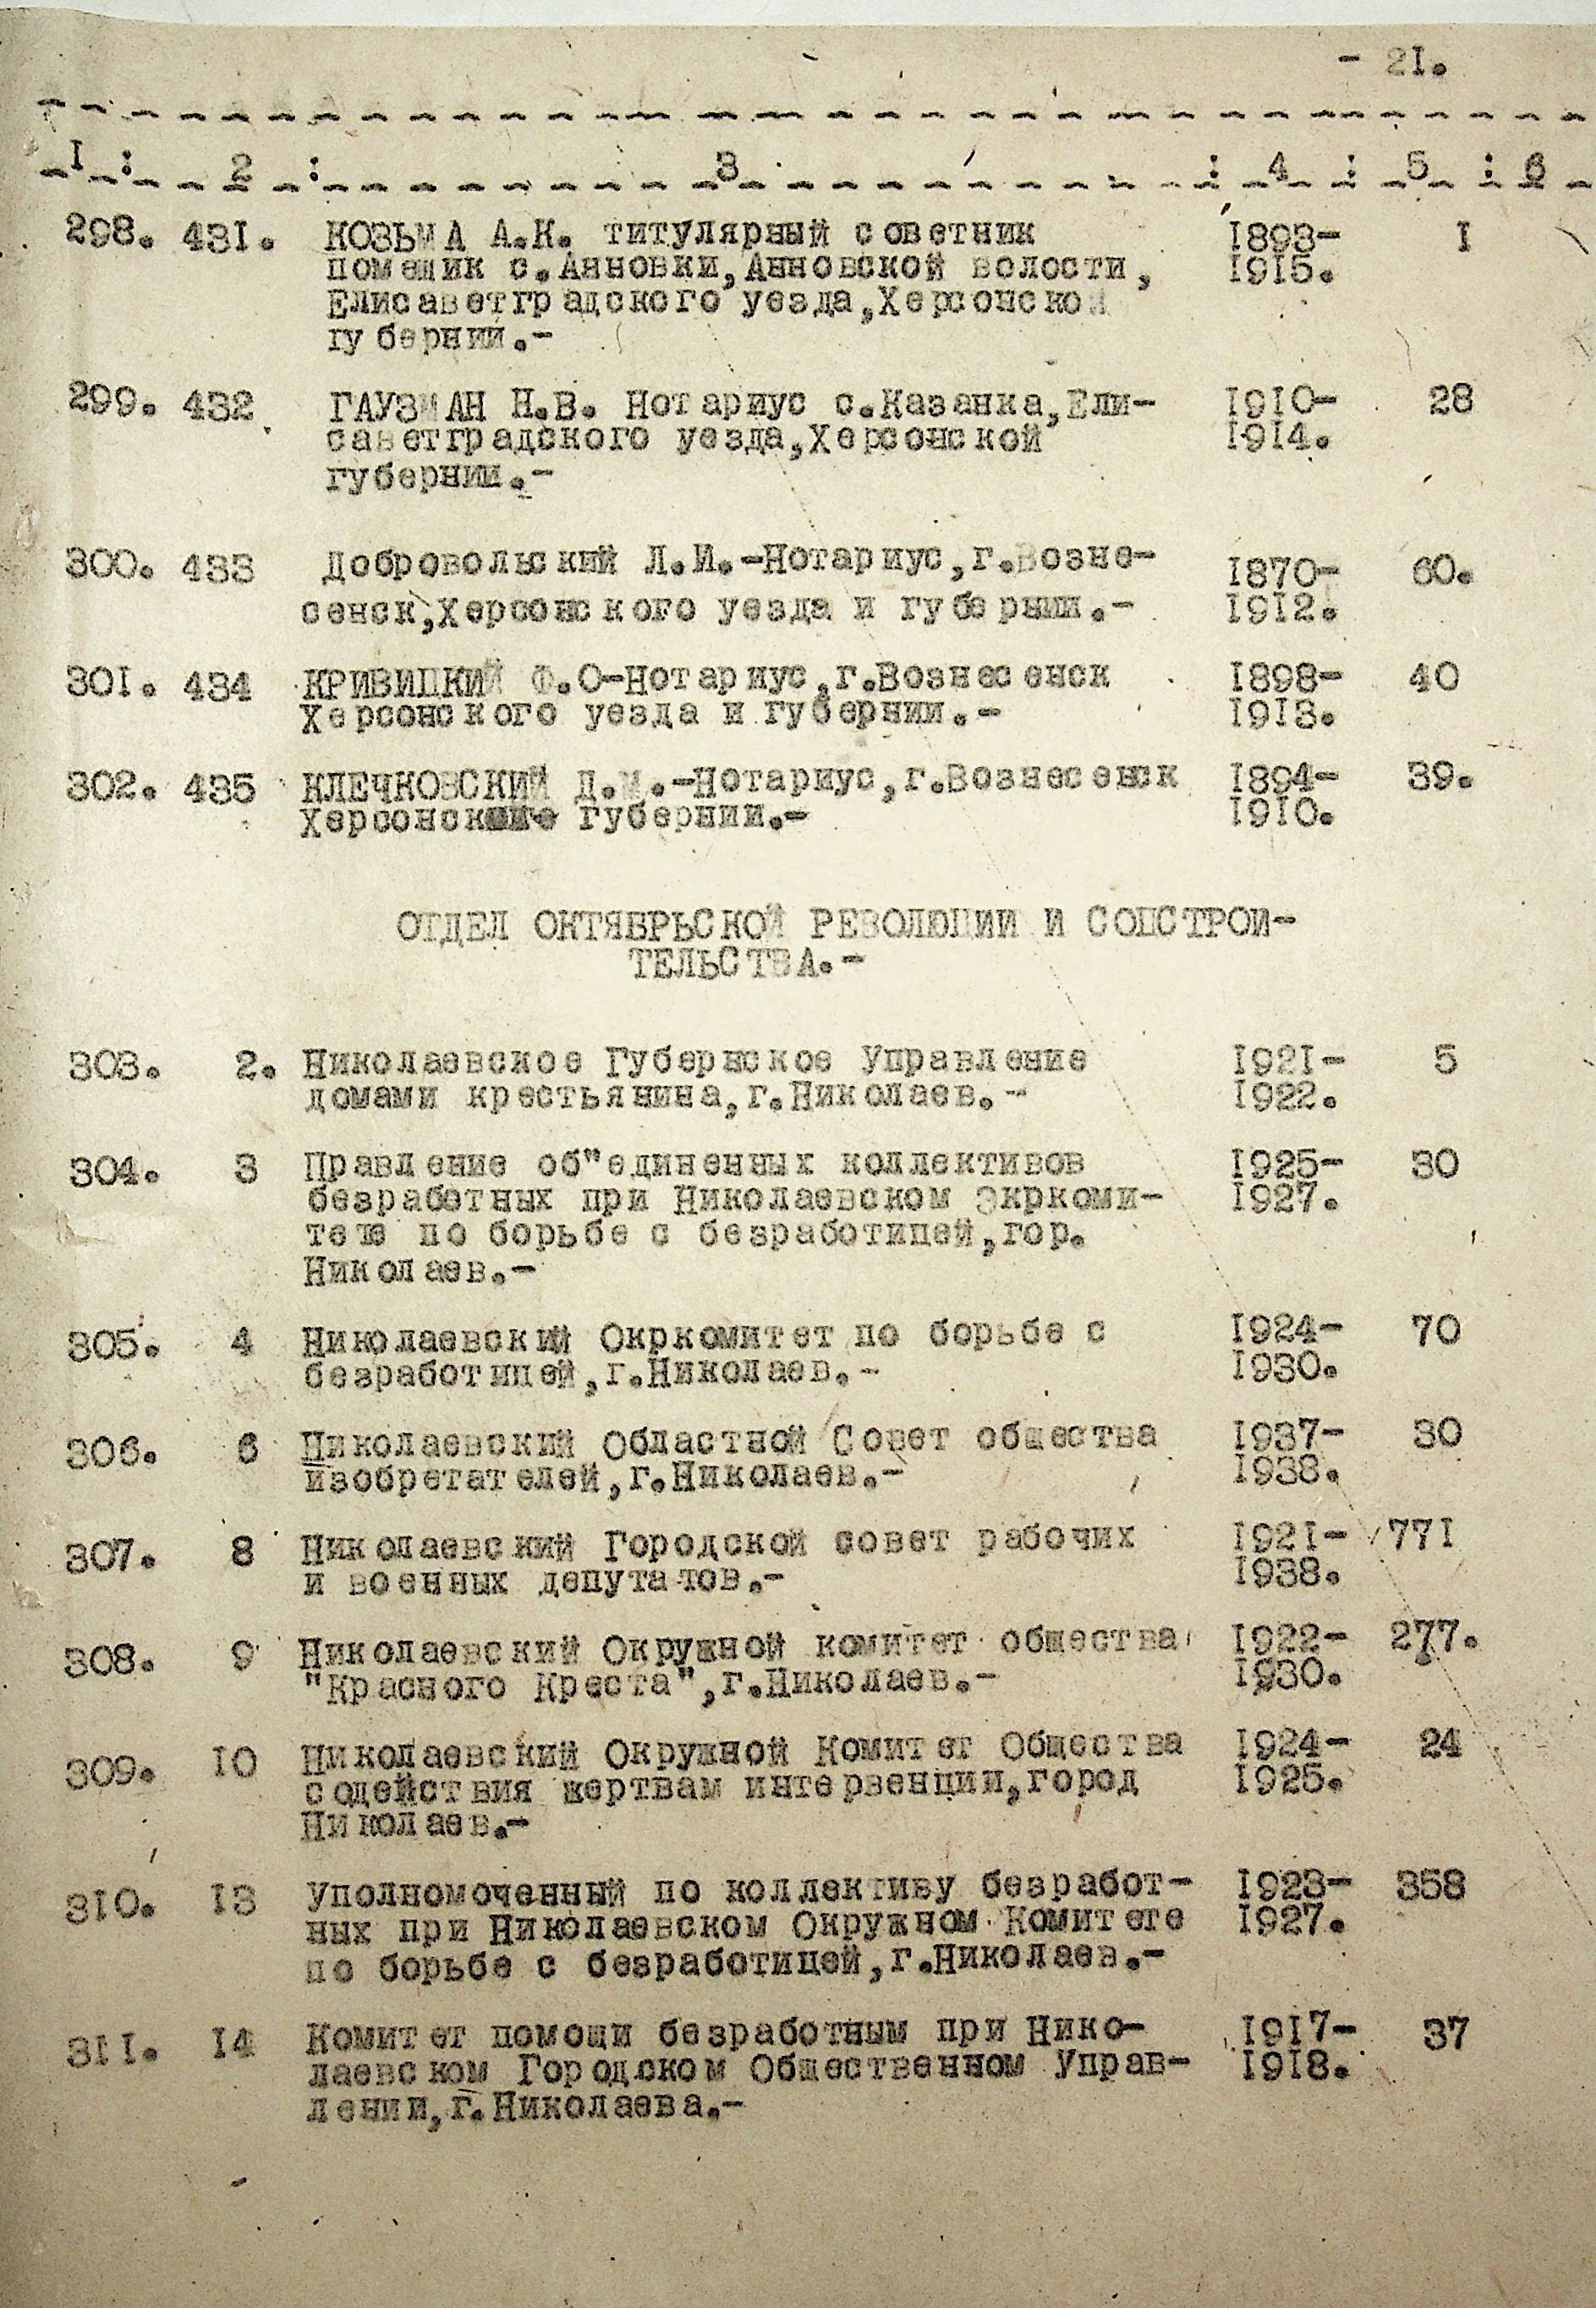 - 21.
1 : 2 : 3 : 4 : 5 : 6
298. 431. КОЗЬМА А.К. титулярный советник 1893- 1
помещик с.Анновки,Анновской волости, 1915.
Елисаветградского уезда,Херсонской
губернии.-
299. 432 ГАУЗМАН Н.В. Нотариус с.Казанка,Ели- 1910- 28
саветградского уезда,Херсонской 1914.
губернии.-
300. 433 Добровольский Л.И.-Нотариус,г.Возне- 1870- 60.
сенск,Херсонского уезда и губернии.- 1912.
301. 434 КРИВИЦКИЙ Ф.О-Нотариус,г.Вознесенск 1898- 40
Херсонского уезда и губернии.- 1913.
302. 435 КЛЕЧКОВСКИЙ Д.М.-Нотариус,г.Вознесенск 1894- 39.
Херсонской губернии.- 1910.
ОТДЕЛ ОКТЯБРЬСКОЙ РЕВОЛЮЦИИ И СОЦСТРОИ-
ТЕЛЬСТВА.-
303. 2. Николаевское Губернское Управление 1921- 5
домами крестьянина,г.Николаев.- 1922.
304. 3 Правление об"единенных коллективов 1925- 30
безработных при Николаевском Экркоми- 1927.
тете по борьбе с безработицей,гор.
Николаев.-
305. 4 Николаевский Окркомитет по борьбе с 1924- 70
безработицей,г.Николаев.- 1930.
306. 6 Николаевский Областной Совет общества 1937- 30
изобретателей,г.Николаев.- 1938.
307. 8 Николаевский Городской совет рабочих 1921- 771
и военных депутатов.- 1938.
308. 9 Николаевский Окружной комитет общества 1922- 277.
"Красного Креста",г.Николаев.- 1930.
309. 10 Николаевский Окружной Комитет Общества 1924- 24
содействия жертвам интервенции,город 1925.
Николаев.-
310. 13 Уполномоченный по коллективу безработ- 1923- 358
ных при Николаевском Окружном Комитете 1927.
по борьбе с безработицей,г.Николаев.-
311. 14 Комитет помощи безработным при Нико- 1917- 37
лаевском Городском Общественном Управ- 1918.
лении,г.Николаева.-